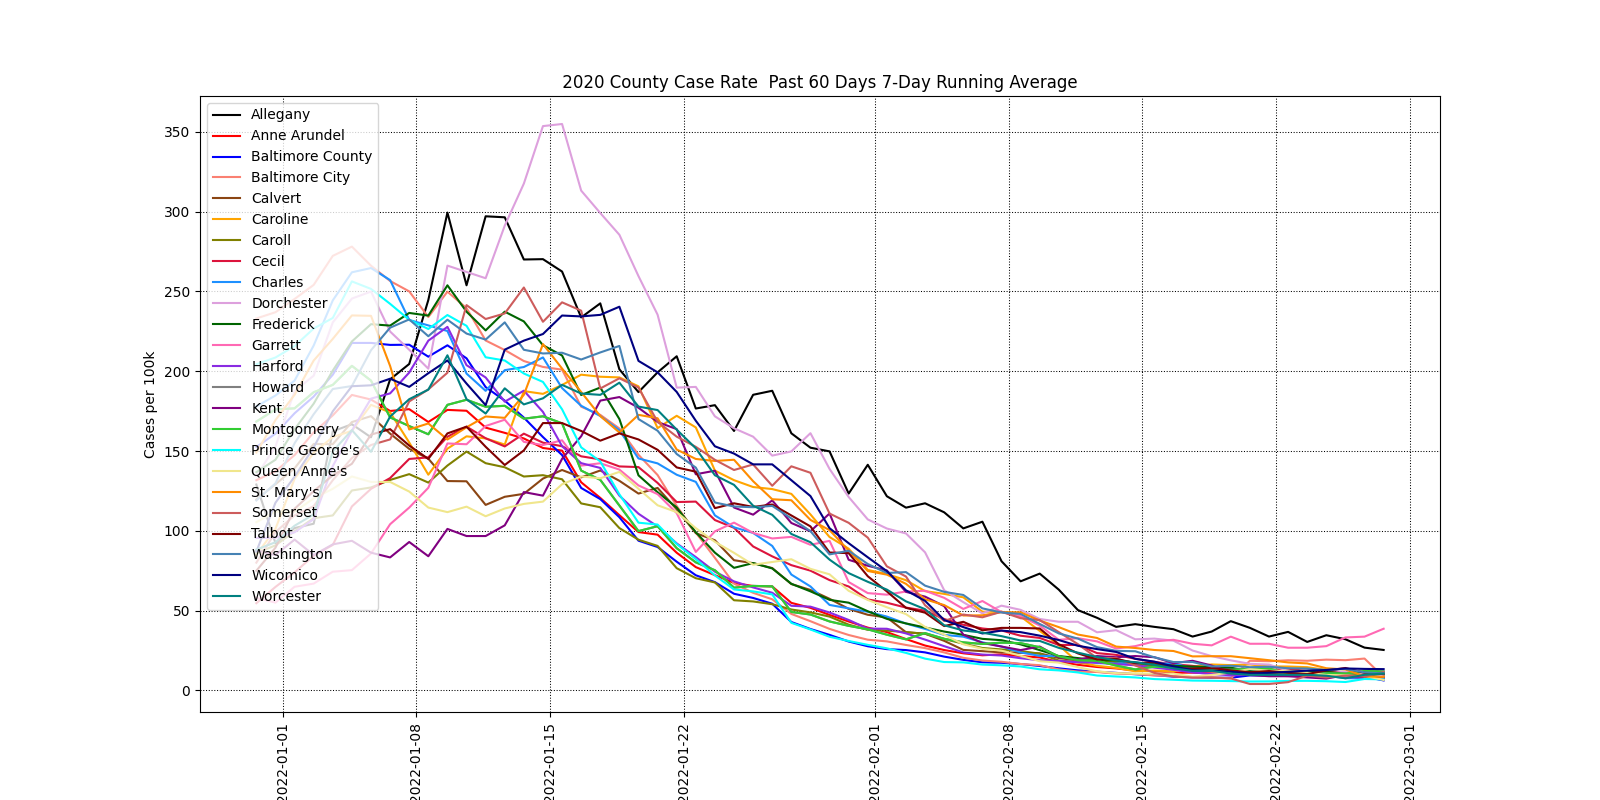 2020 County Case Rate  Past 60 Days 7-Day Running Average
Cases per 100k
350
300
250
200
150
100
50
0
Allegany
Anne Arundel
Baltimore County
Baltimore City
Calvert
Caroline
Caroll
Cecil
Charles
Dorchester
Frederick
Garrett
Harford
Howard
Kent
Montgomery
Prince George's
Queen Anne's
St. Mary's
Somerset
Talbot
Washington
Wicomico
Worcester
2022-01-01
2022-01-08
2022-01-15
2022-01-22
2022-02-01
2022-02-08
2022-02-15
2022-02-22
2022-03-01